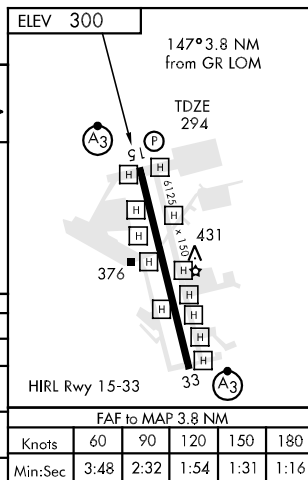 ELEV 300
147° 3.8 NM
from GR LOM
TDZE
294
A3
P
15
H
H
6125 x 150
H
H
H
431
376
H
H
H
H
H
H
H
33
A3
HIRL Rwy 15-33
FAF to MAP 3.8 NM
Knots 60 90 120 150 180
Min:Sec 3:48 2:32 1:54 1:31 1:16